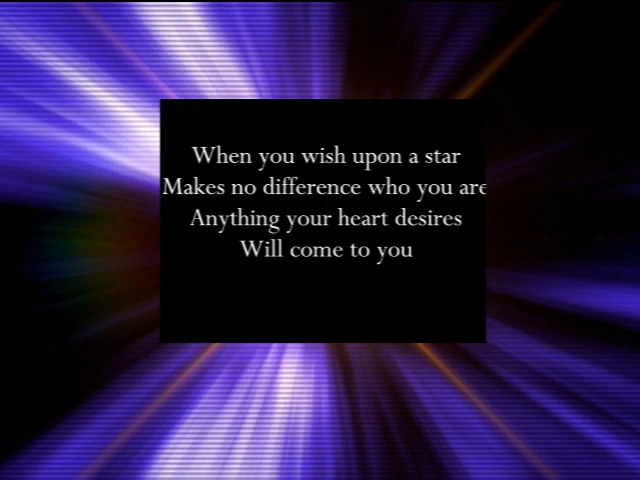 When you wish upon a star
Makes no difference who you are
Anything your heart desires
Will come to you